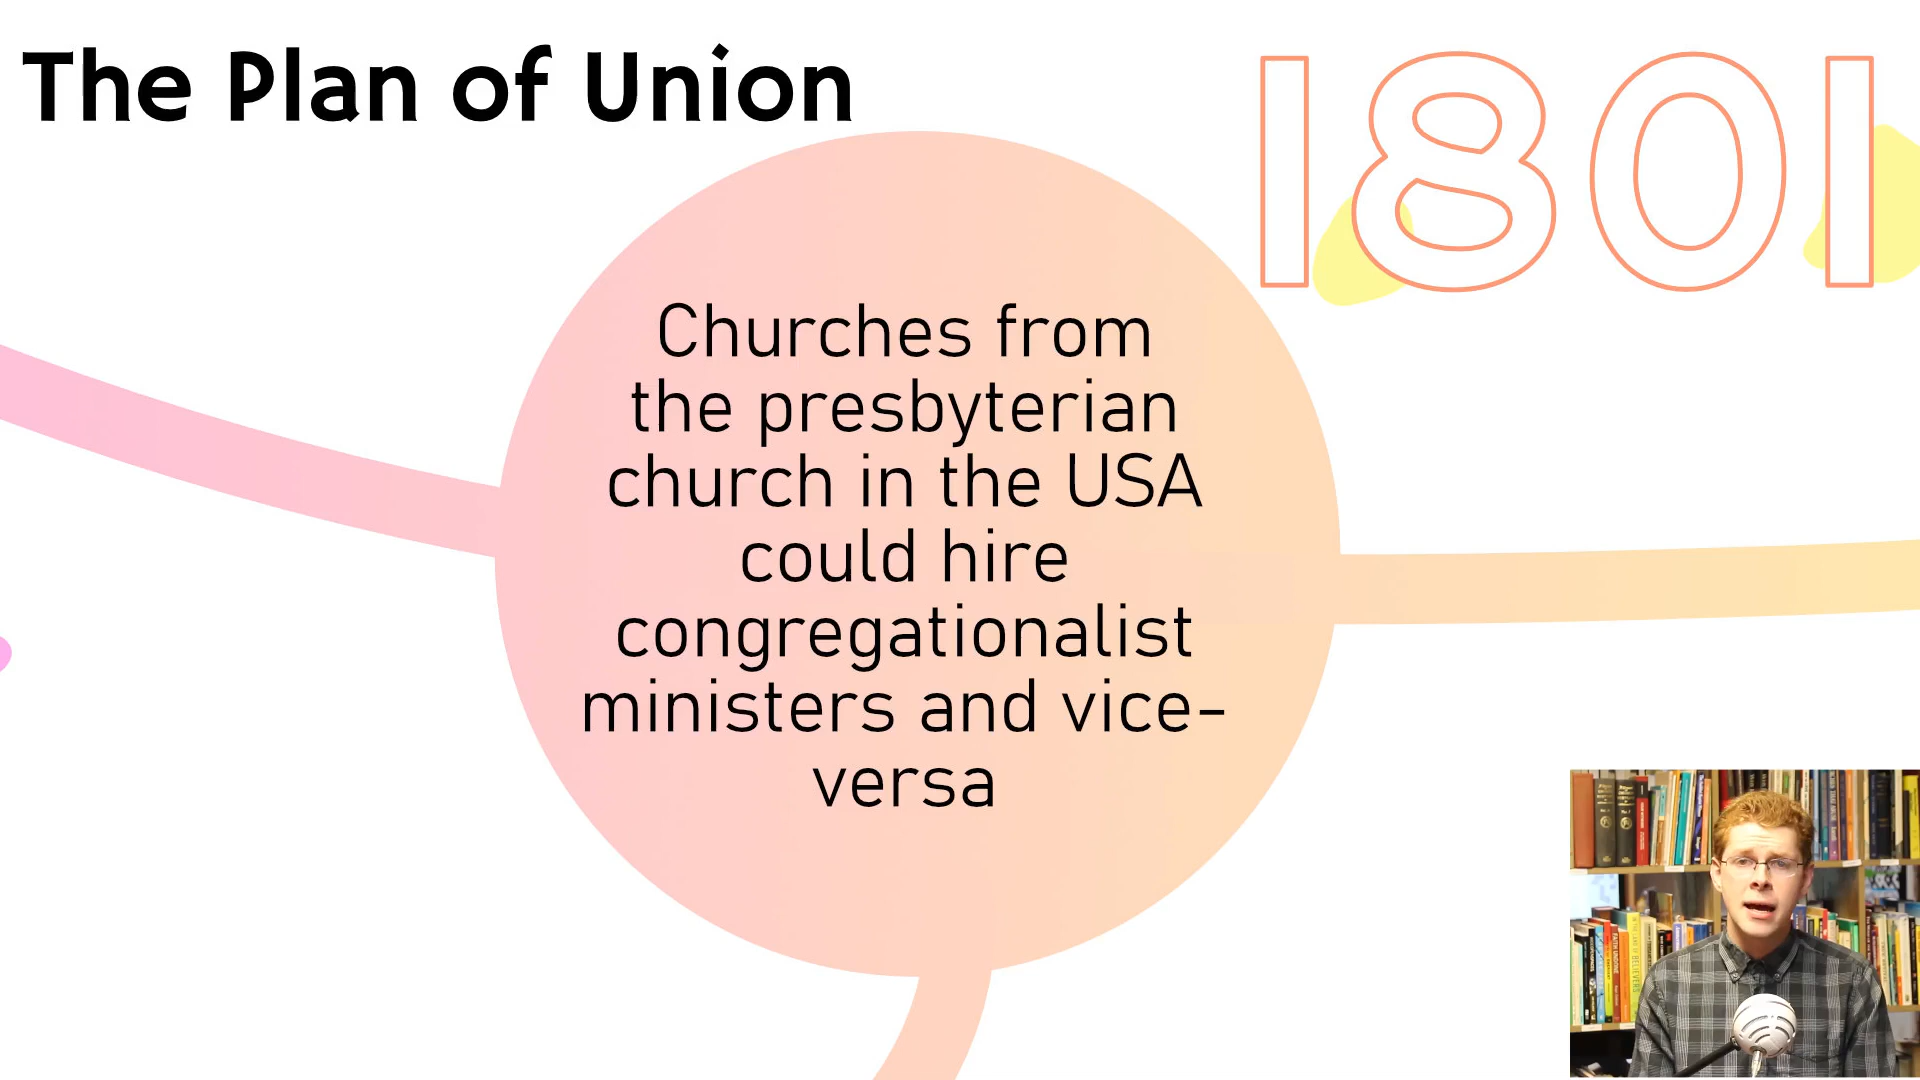 The Plan of Union
1801
Churches from
the presbyterian
church in the USA
could hire
congregationalist
ministers and vice-
versa